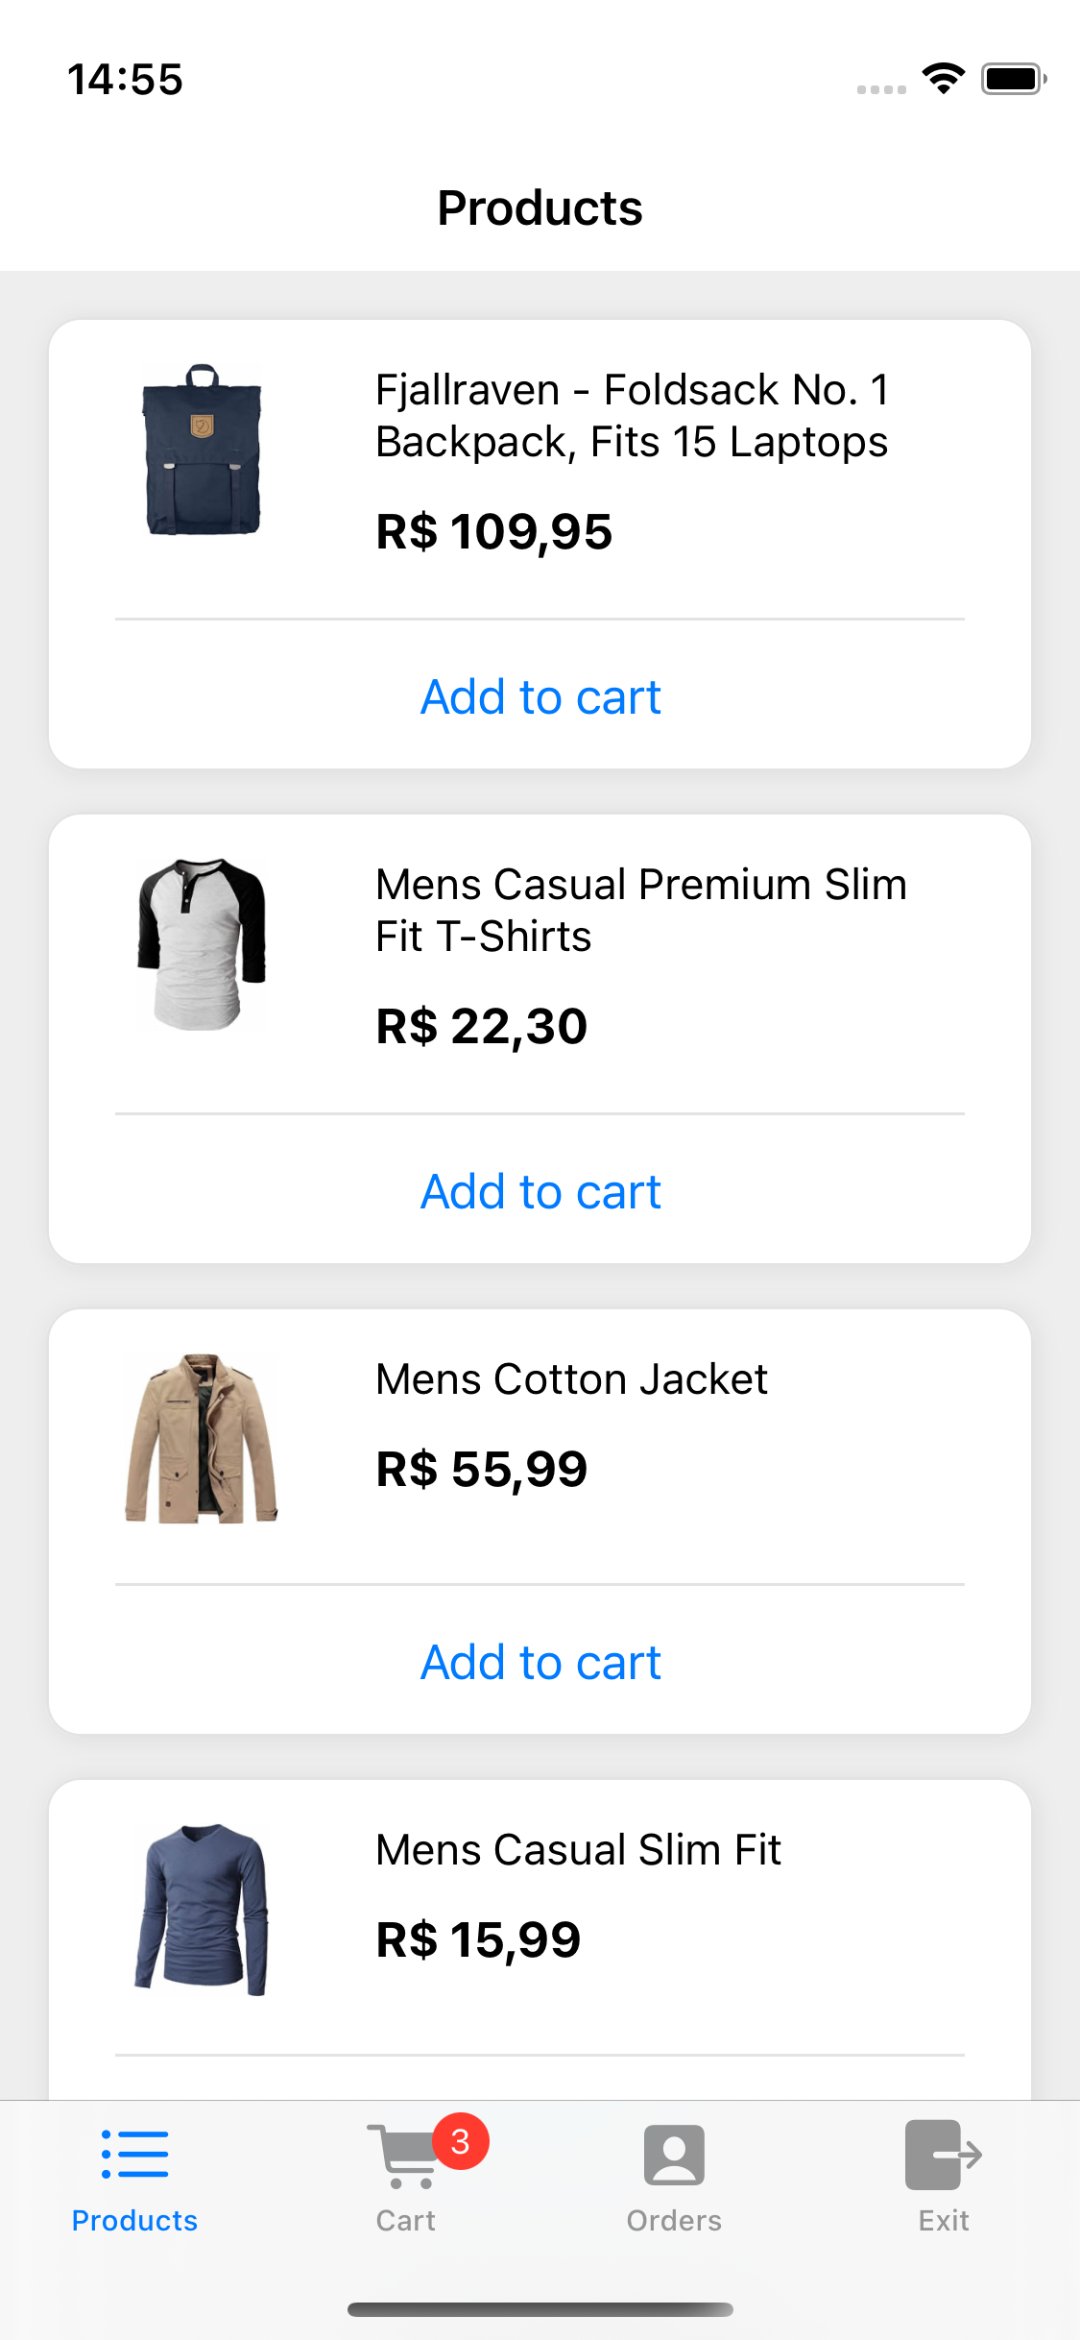 14:55
Products
Fjallraven - Foldsack No. 1
Backpack, Fits 15 Laptops
R$ 109,95
Add to cart
Mens Casual Premium Slim
Fit T-Shirts
R$ 22,30
Add to cart
Mens Cotton Jacket
R$ 55,99
Add to cart
Mens Casual Slim Fit
R$ 15,99
3
Products
Cart
Orders
Exit